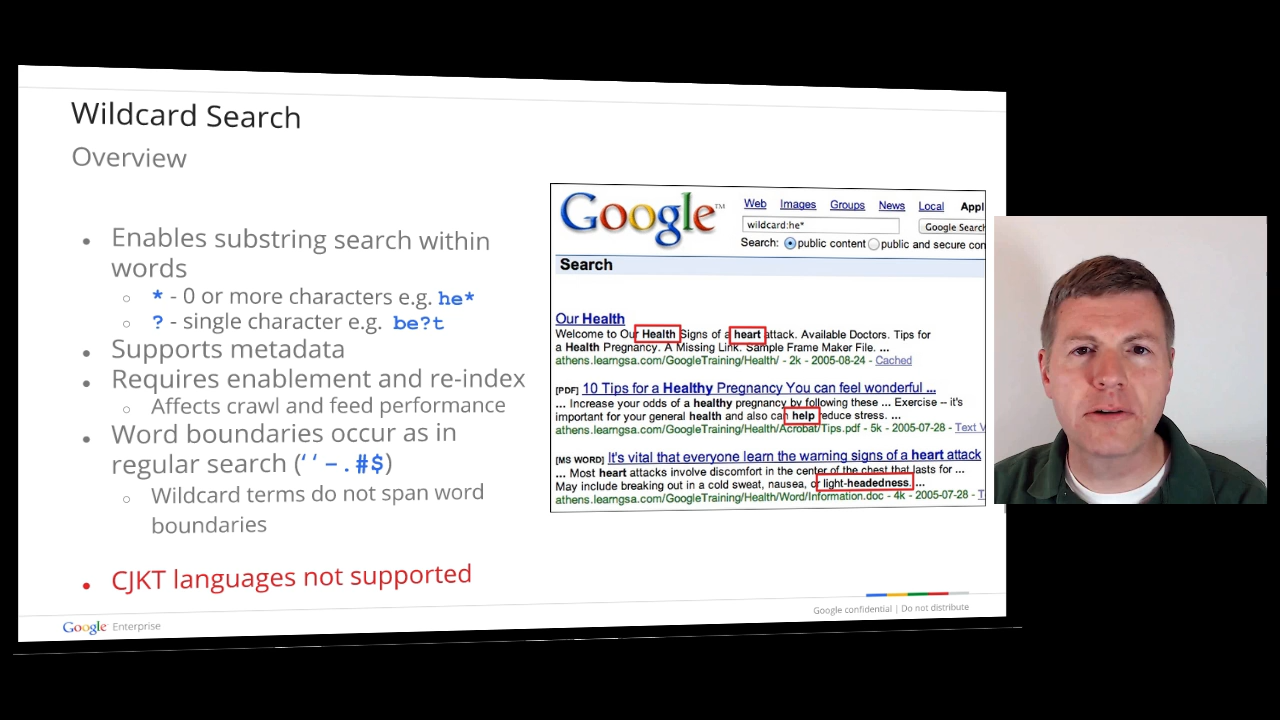 Wildcard Search
Overview
• Enables substring search within
words
○ * - 0 or more characters e.g. he*
○ ? - single character e.g. be?t
• Supports metadata
• Requires enablement and re-index
○ Affects crawl and feed performance
• Word boundaries occur as in
regular search (‘ ‘ – . #$)
○ Wildcard terms do not span word
boundaries
• CJKT languages not supported
Google™
Web Images Groups News Local Appl
wildcard:he* Google Search
Search: public content public and secure con
Search
Our Health
Welcome to Our Health Signs of a heart attack. Available Doctors. Tips for
a Health Pregnancy. A Missing Link. Sample Frame Maker File. ...
athens.learngsa.com/GoogleTraining/Health/ - 2k - 2005-08-24 - Cached
[PDF] 10 Tips for a Healthy Pregnancy You can feel wonderful ...
... Increase your odds of a healthy pregnancy by following these ... Exercise -- it's
important for your general health and also can help reduce stress. ...
athens.learngsa.com/GoogleTraining/Health/Acrobat/Tips.pdf - 5k - 2005-07-28 - Text V
[MS WORD] It's vital that everyone learn the warning signs of a heart attack
... Most heart attacks involve discomfort in the center of the chest that lasts for ...
May include breaking out in a cold sweat, nausea, or light-headedness. ...
athens.learngsa.com/GoogleTraining/Health/Word/Information.doc - 4k - 2005-07-28 - T
Google Enterprise
Google confidential | Do not distribute